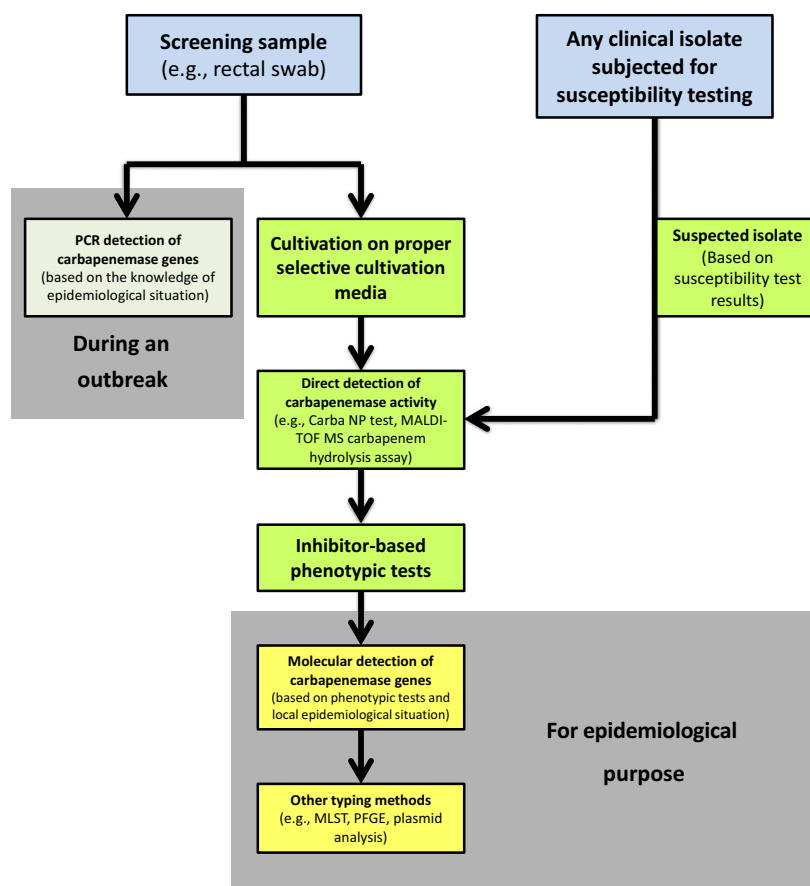 Screening sample
(e.g., rectal swab)
Any clinical isolate
subjected for
susceptibility testing
PCR detection of
carbapenemase genes
(based on the knowledge of
epidemiological situation)
During an
outbreak
Cultivation on proper
selective cultivation
media
Suspected isolate
(Based on
susceptibility test
results)
Direct detection of
carbapenemase activity
(e.g., Carba NP test, MALDI-
TOF MS carbapenem
hydrolysis assay)
Inhibitor-based
phenotypic tests
Molecular detection of
carbapenemase genes
(based on phenotypic tests and
local epidemiological situation)
For epidemiological
purpose
Other typing methods
(e.g., MLST, PFGE, plasmid
analysis)